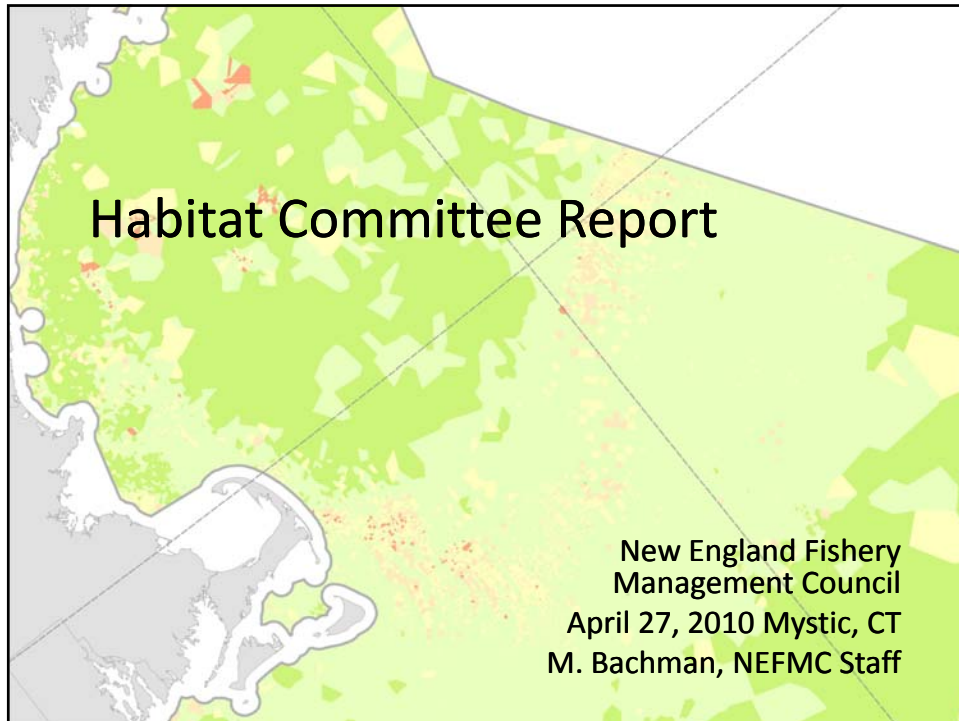 Habitat Committee Report
New England Fishery
Management Council
April 27, 2010 Mystic, CT
M. Bachman, NEFMC Staff